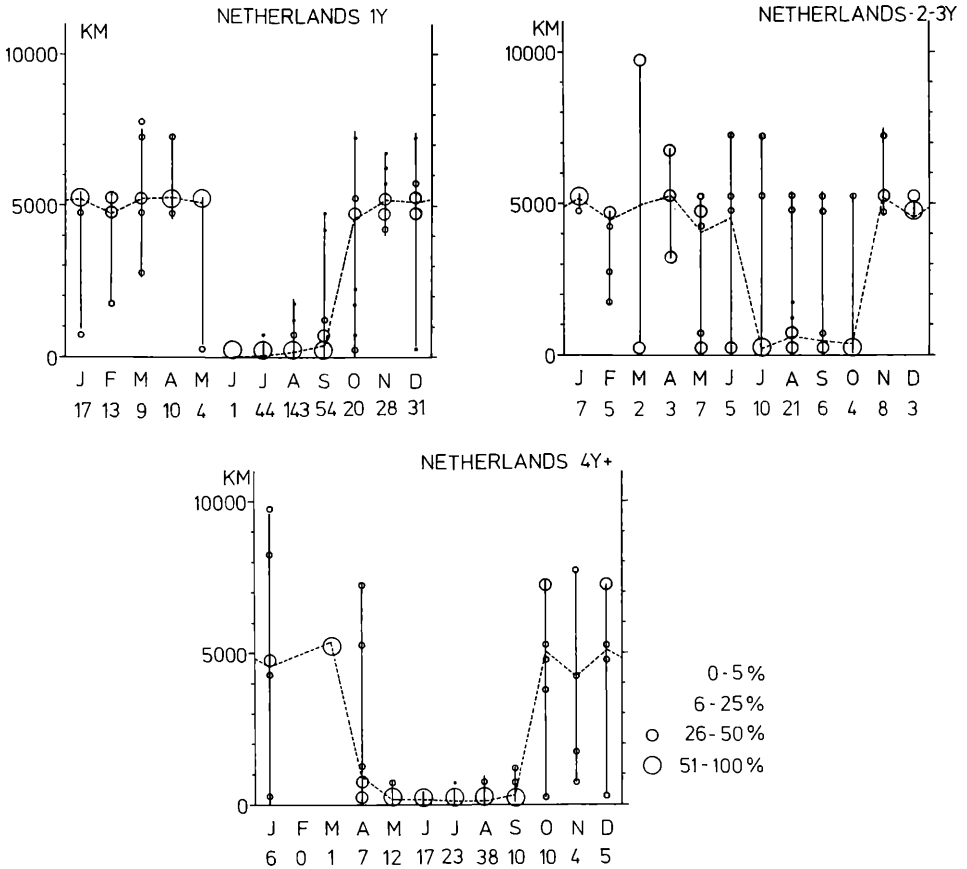 NETHERLANDS 1Y
KM
10000
5000
0
J F M A M J J A S O N D
17 13 9 10 4 1 44 143 54 20 28 31
NETHERLANDS-2-3Y
KM
10000
5000
0
J F M A M J J A S O N D
7 5 2 3 7 5 10 21 6 4 8 3
NETHERLANDS 4Y+
KM
10000
5000
0
J F M A M J J A S O N D
6 0 1 7 12 17 23 38 10 10 4 5
0-5%
6-25%
26-50%
51-100%